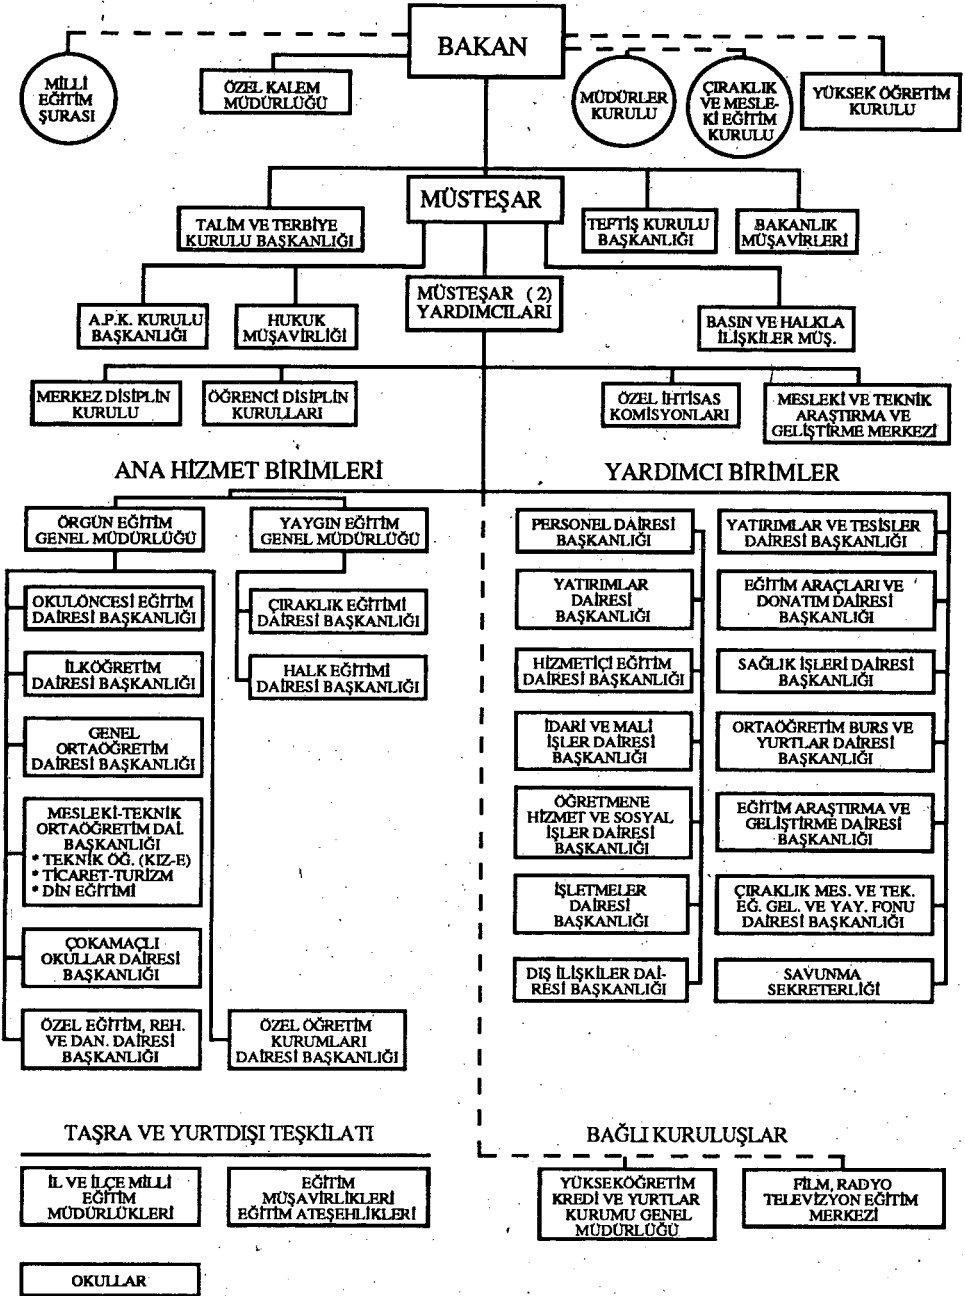 BAKAN
MİLLİ
EĞİTİM
ŞURASI
ÖZEL KALEM
MÜDÜRLÜĞÜ
MÜDÜRLER
KURULU
ÇIRAKLIK
VE MESLE-
Kİ EĞİTİM
KURULU
YÜKSEK ÖĞRETİM
KURULU
MÜSTEŞAR
TALİM VE TERBİYE
KURULU BAŞKANLIĞI
TEFTİŞ KURULU
BAŞKANLIĞI
BAKANLIK
MÜŞAVİRLERİ
MÜSTEŞAR (2)
YARDIMCILARI
A.P.K. KURULU
BAŞKANLIĞI
HUKUK
MÜŞAVİRLİĞİ
BASIN VE HALKLA
İLİŞKİLER MÜŞ.
MERKEZ DİSİPLİN
KURULU
ÖĞRENCİ DİSİPLİN
KURULLARI
ÖZEL İHTİSAS
KOMİSYONLARI
MESLEKİ VE TEKNİK
ARAŞTIRMA VE
GELİŞTİRME MERKEZİ
ANA HİZMET BİRİMLERİ
ÖRGÜN EĞİTİM
GENEL MÜDÜRLÜĞÜ
YAYGIN EĞİTİM
GENEL MÜDÜRLÜĞÜ
OKULÖNCESİ EĞİTİM
DAİRESİ BAŞKANLIĞI
ÇIRAKLIK EĞİTİMİ
DAİRESİ BAŞKANLIĞI
İLKÖĞRETİM
DAİRESİ BAŞKANLIĞI
HALK EĞİTİMİ
DAİRESİ BAŞKANLIĞI
GENEL
ORTAÖĞRETİM
DAİRESİ BAŞKANLIĞI
MESLEKİ-TEKNİK
ORTAÖĞRETİM DAİ.
BAŞKANLIĞI
* TEKNİK ÖĞ. (KIZ-E)
* TİCARET-TURİZM
* DİN EĞİTİMİ
ÇOKAMAÇLI
OKULLAR DAİRESİ
BAŞKANLIĞI
ÖZEL EĞİTİM, REH.
VE DAN. DAİRESİ
BAŞKANLIĞI
ÖZEL ÖĞRETİM
KURUMLARI
DAİRESİ BAŞKANLIĞI
YARDIMCI BİRİMLER
PERSONEL DAİRESİ
BAŞKANLIĞI
YATIRIMLAR VE TESİSLER
DAİRESİ BAŞKANLIĞI
YATIRIMLAR
DAİRESİ
BAŞKANLIĞI
EĞİTİM ARAÇLARI VE
DONATIM DAİRESİ
BAŞKANLIĞI
HİZMETİÇİ EĞİTİM
DAİRESİ BAŞKANLIĞI
SAĞLIK İŞLERİ DAİRESİ
BAŞKANLIĞI
İDARİ VE MALİ
İŞLER DAİRESİ
BAŞKANLIĞI
ORTAÖĞRETİM BURS VE
YURTLAR DAİRESİ
BAŞKANLIĞI
ÖĞRETMENE
HİZMET VE SOSYAL
İŞLER DAİRESİ
BAŞKANLIĞI
EĞİTİM ARAŞTIRMA VE
GELİŞTİRME DAİRESİ
BAŞKANLIĞI
İŞLETMELER
DAİRESİ
BAŞKANLIĞI
ÇIRAKLIK MES. VE TEK.
EĞ. GEL. VE YAY. FONU
DAİRESİ BAŞKANLIĞI
DIŞ İLİŞKİLER DAİ-
RESİ BAŞKANLIĞI
SAVUNMA
SEKRETERLİĞİ
TAŞRA VE YURTDIŞI TEŞKİLATI
İL VE İLÇE MİLLİ
EĞİTİM
MÜDÜRLÜKLERİ
EĞİTİM
MÜŞAVİRLİKLERİ
EĞİTİM ATEŞEHLİKLERİ
OKULLAR
BAĞLI KURULUŞLAR
YÜKSEKÖĞRETİM
KREDİ VE YURTLAR
KURUMU GENEL
MÜDÜRLÜĞÜ
FİLM, RADYO
TELEVİZYON EĞİTİM
MERKEZİ